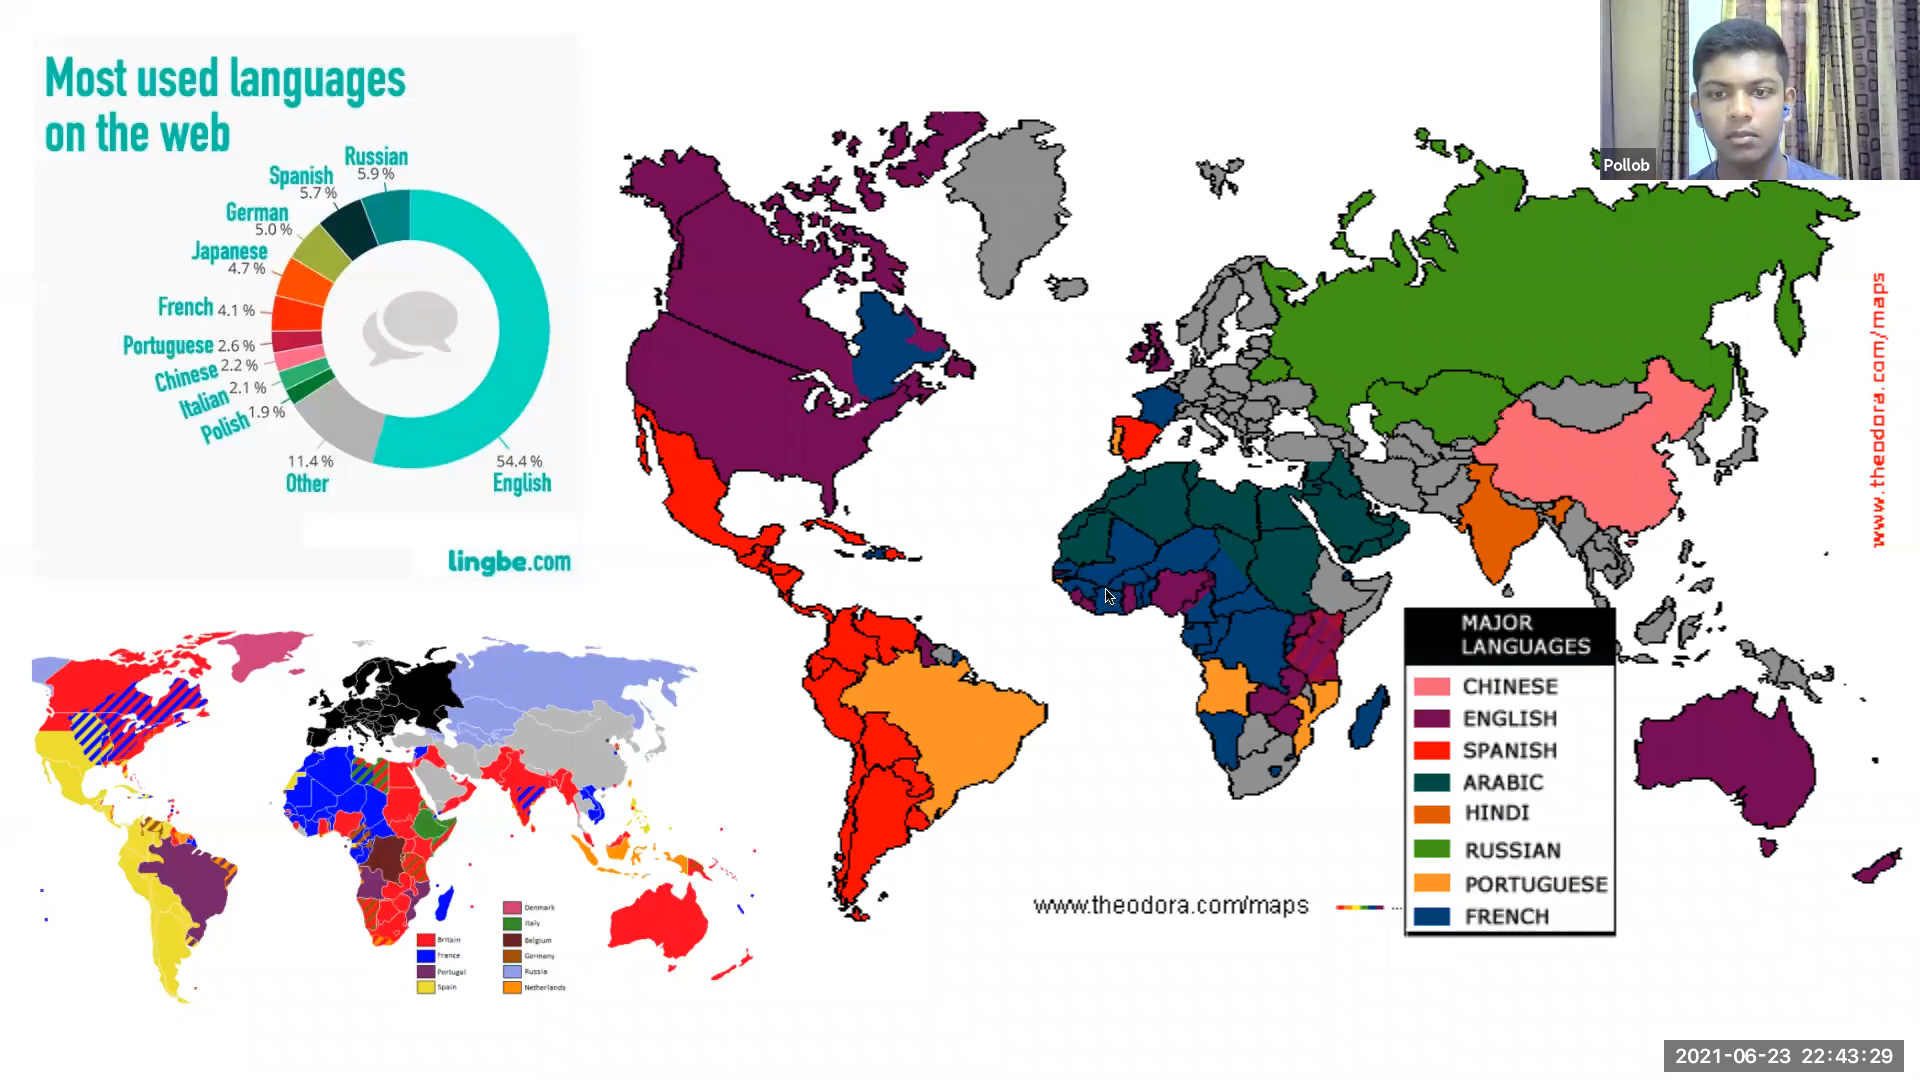 Most used languages
on the web
Russian
5.9 %
Spanish
5.7 %
German
5.0 %
Japanese
4.7 %
French 4.1 %
Portuguese 2.6 %
Chinese 2.2 %
Italian 2.1 %
Polish 1.9 %
11.4 %
Other
54.4 %
English
lingbe.com
Pollob
www.theodora.com/maps
MAJOR
LANGUAGES
CHINESE
ENGLISH
SPANISH
ARABIC
HINDI
RUSSIAN
PORTUGUESE
FRENCH
www.theodora.com/maps
Britain
France
Portugal
Spain
Denmark
Italy
Belgium
Germany
Russia
Netherlands
2021-06-23 22:43:29